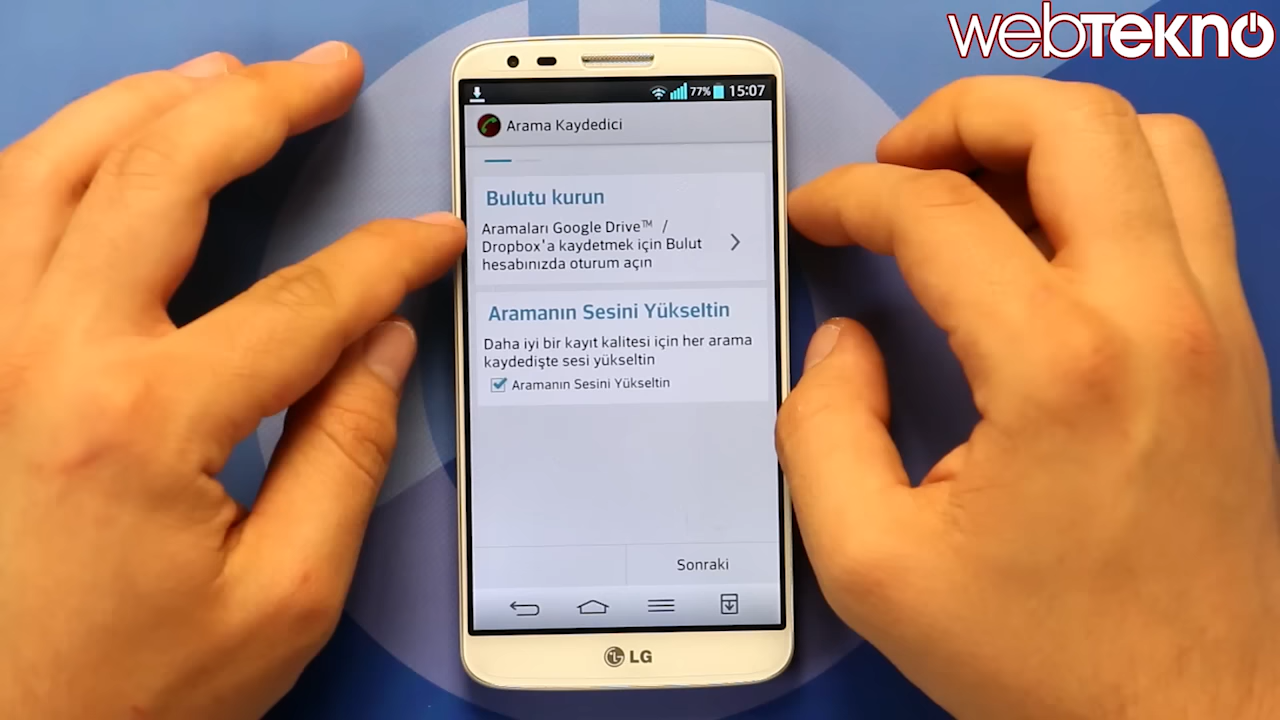 webTEKNO
77% 15:07
Arama Kaydedici
Bulutu kurun
Aramaları Google Drive™ /
Dropbox'a kaydetmek için Bulut
hesabınızda oturum açın
Aramanın Sesini Yükseltin
Daha iyi bir kayıt kalitesi için her arama
kaydedişte sesi yükseltin
Aramanın Sesini Yükseltin
Sonraki
LG